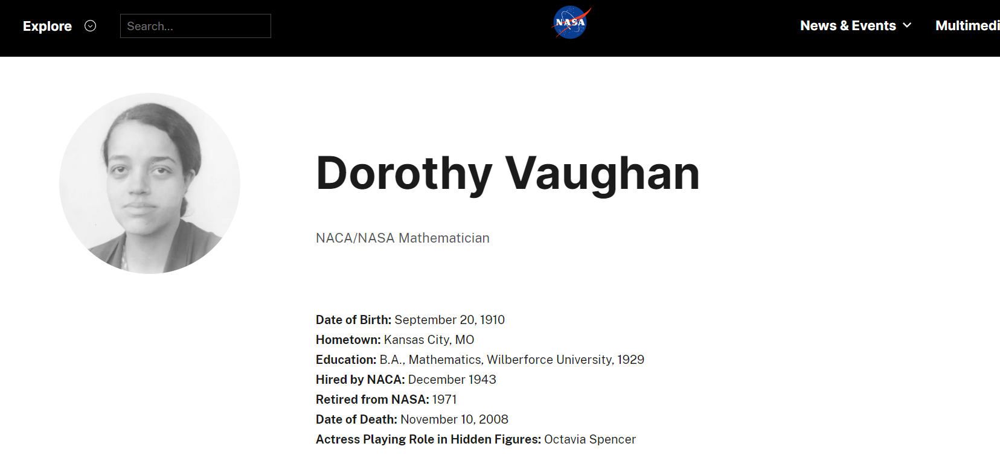 Explore
Search...
NASA
News & Events
Multimedi
Dorothy Vaughan
NACA/NASA Mathematician
Date of Birth: September 20, 1910
Hometown: Kansas City, MO
Education: B.A., Mathematics, Wilberforce University, 1929
Hired by NACA: December 1943
Retired from NASA: 1971
Date of Death: November 10, 2008
Actress Playing Role in Hidden Figures: Octavia Spencer